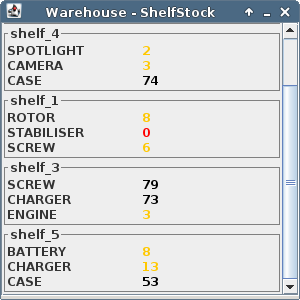 Warehouse - ShelfStock
shelf_4
SPOTLIGHT 2
CAMERA 3
CASE 74
shelf_1
ROTOR 8
STABILISER 0
SCREW 6
shelf_3
SCREW 79
CHARGER 73
ENGINE 3
shelf_5
BATTERY 8
CHARGER 13
CASE 53